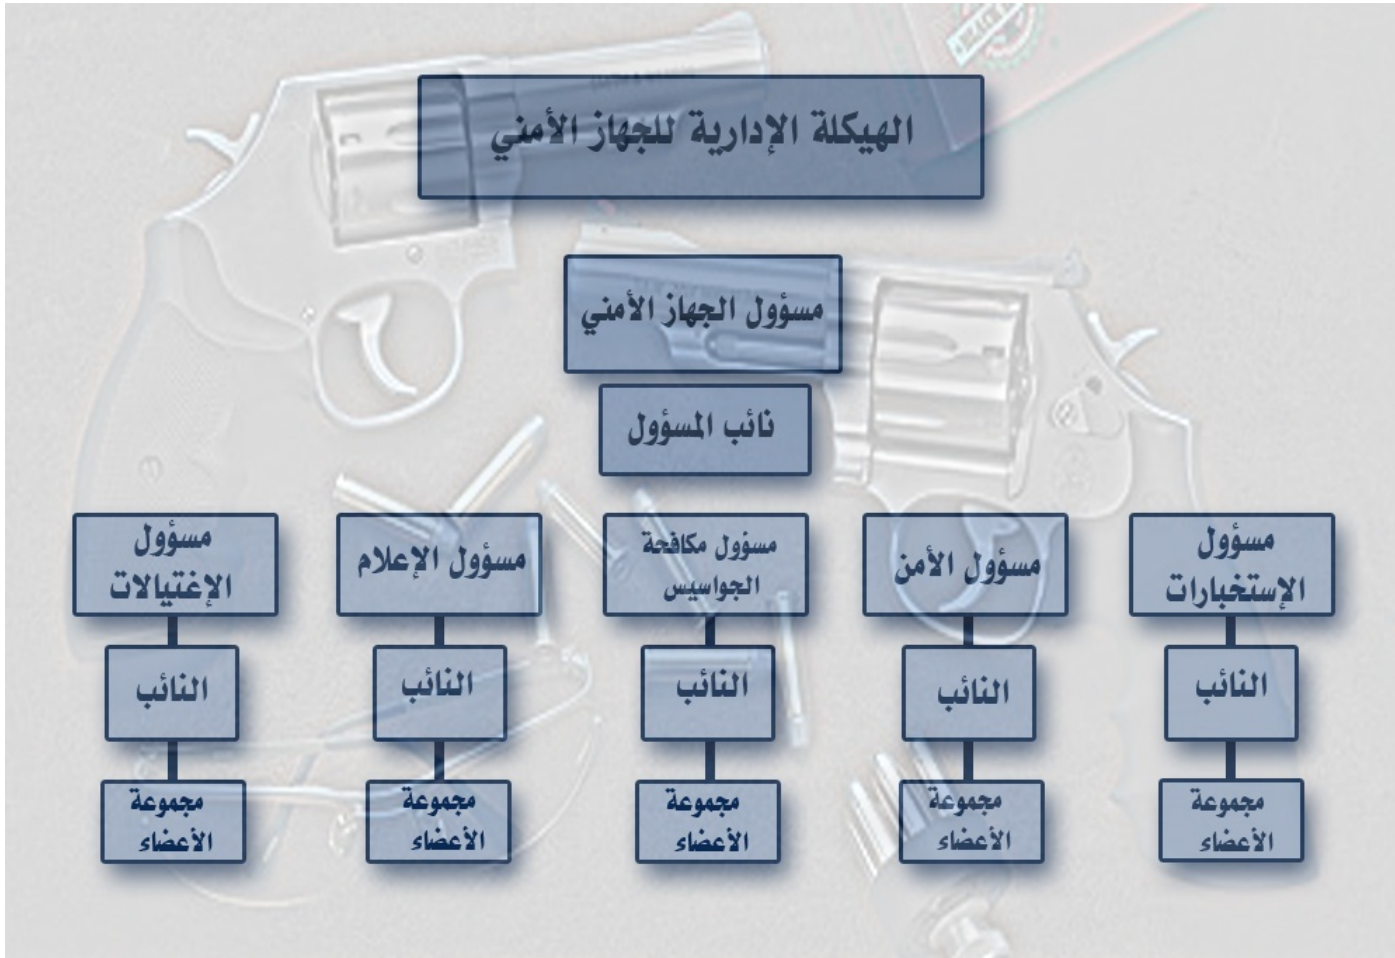 الهيكلة الإدارية للجهاز الأمني
مسؤول الجهاز الأمني
نائب المسؤول
مسؤول
الإستخبارات
مسؤول الأمن
مسؤول مكافحة
الجواسيس
مسؤول الإعلام
مسؤول
الإغتيالات
النائب
النائب
النائب
النائب
النائب
مجموعة
الأعضاء
مجموعة
الأعضاء
مجموعة
الأعضاء
مجموعة
الأعضاء
مجموعة
الأعضاء